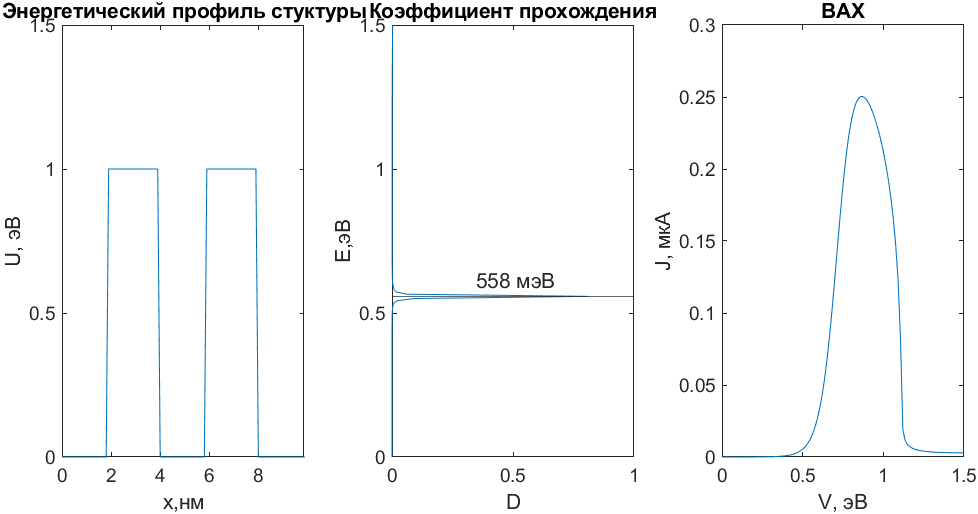 Энергетический профиль стуктуры
1.5
1
0.5
0
0
2
4
6
8
U, эВ
x,нм
Коэффициент прохождения
1.5
1
0.5
0
0
0.5
1
558 мэВ
E,эВ
D
ВАХ
0.3
0.25
0.2
0.15
0.1
0.05
0
0
0.5
1
1.5
J, мкА
V, эВ